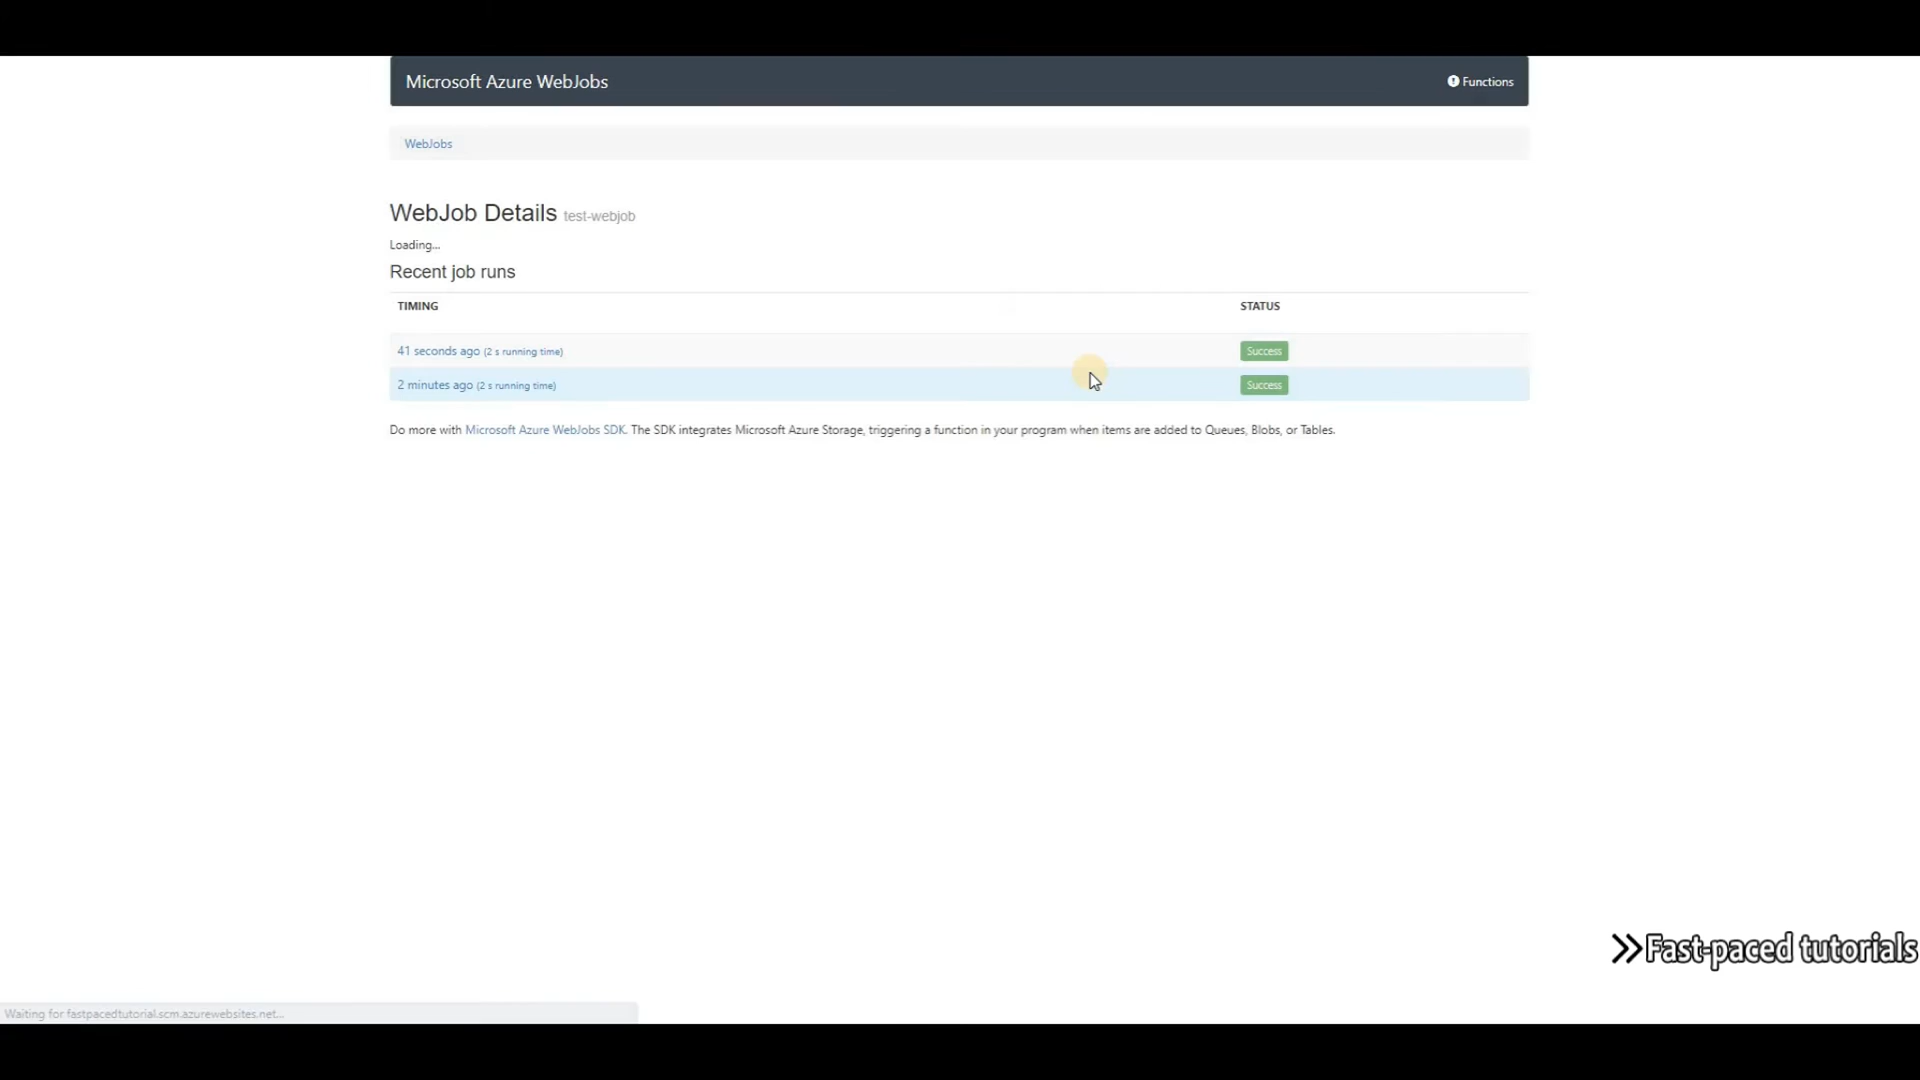 Microsoft Azure WebJobs
Functions
WebJobs
WebJob Details test-webjob
Loading...
Recent job runs
TIMING STATUS
41 seconds ago (2 s running time) Success
2 minutes ago (2 s running time) Success
Do more with Microsoft Azure WebJobs SDK. The SDK integrates Microsoft Azure Storage, triggering a function in your program when items are added to Queues, Blobs, or Tables.
Fast-paced tutorials
Waiting for fastpacedtutorial.scm.azurewebsites.net...